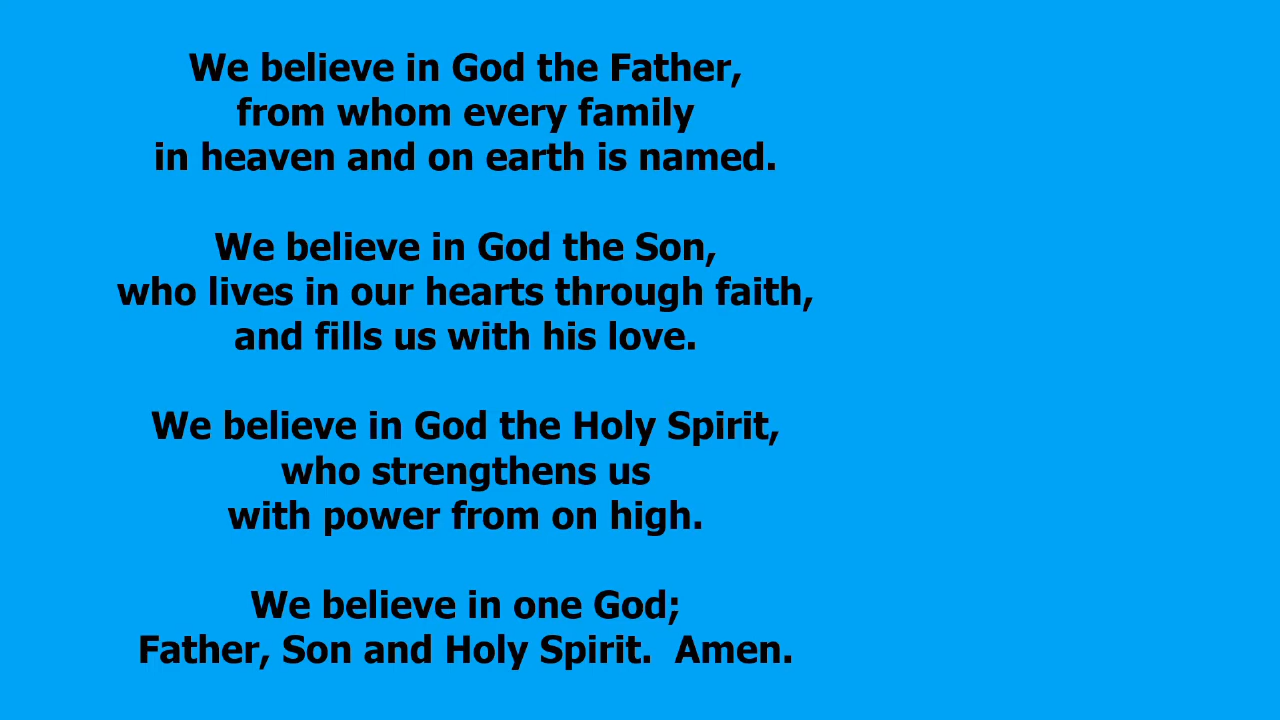 We believe in God the Father,
from whom every family
in heaven and on earth is named.
We believe in God the Son,
who lives in our hearts through faith,
and fills us with his love.
We believe in God the Holy Spirit,
who strengthens us
with power from on high.
We believe in one God;
Father, Son and Holy Spirit.  Amen.